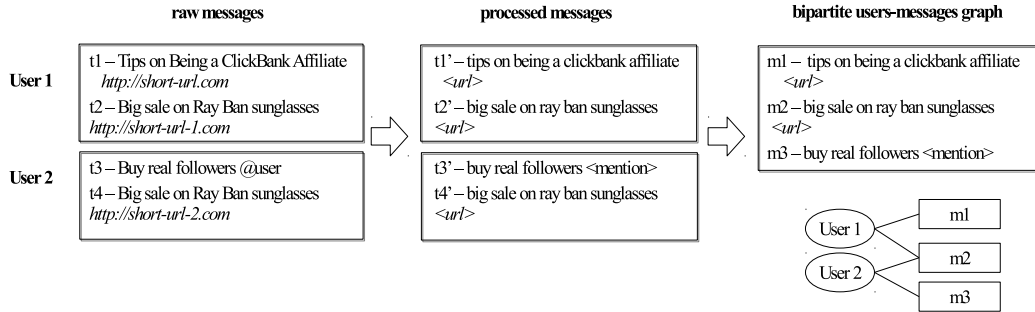 raw messages
processed messages
bipartite users-messages graph
User 1
t1 – Tips on Being a ClickBank Affiliate
http://short-url.com
t2 – Big sale on Ray Ban sunglasses
http://short-url-1.com
User 2
t3 – Buy real followers @user
t4 – Big sale on Ray Ban sunglasses
http://short-url-2.com
t1’ – tips on being a clickbank affiliate
<url>
t2’ – big sale on ray ban sunglasses
<url>
t3’ – buy real followers <mention>
t4’ – big sale on ray ban sunglasses
<url>
m1 – tips on being a clickbank affiliate
<url>
m2 – big sale on ray ban sunglasses
<url>
m3 – buy real followers <mention>
User 1
User 2
m1
m2
m3